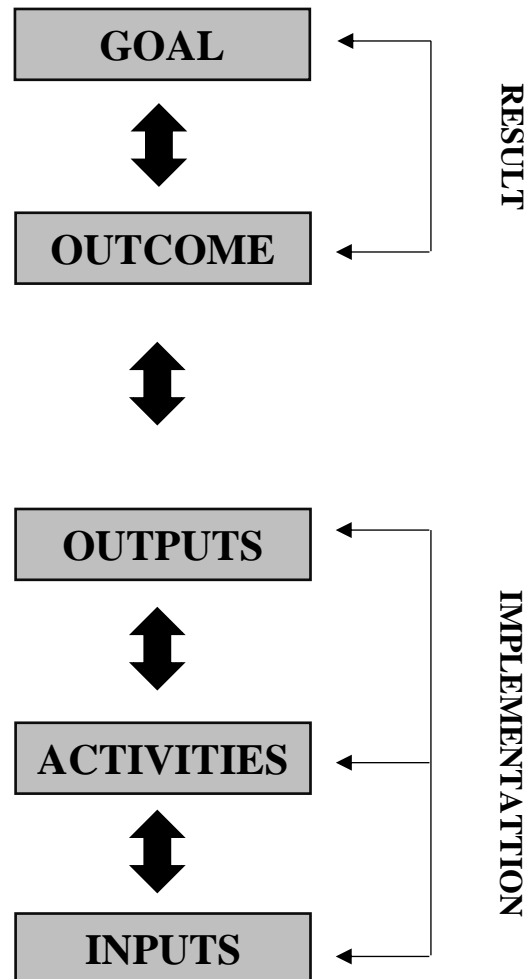 GOAL
RESULT
OUTCOME
OUTPUTS
IMPLEMENTATTION
ACTIVITIES
INPUTS